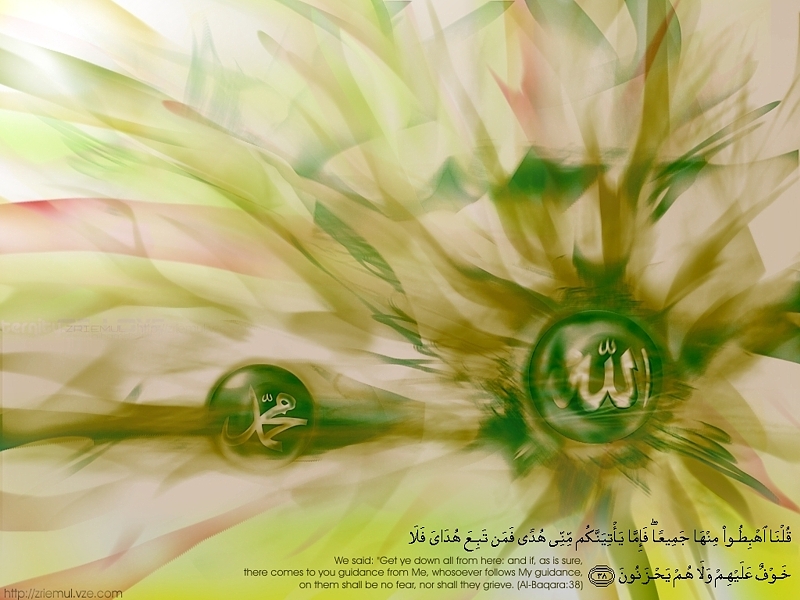 الله
محمد
قُلْنَا ٱهْبِطُوا۟ مِنْهَا جَمِيعًۭا ۖ فَإِمَّا يَأْتِيَنَّكُم مِّنِّى هُدًۭى فَمَن تَبِعَ هُدَاىَ فَلَا
خَوْفٌ عَلَيْهِمْ وَلَا هُمْ يَحْزَنُونَ ٣٨
We said: "Get ye down all from here: and if, as is sure,
there comes to you guidance from Me, whosoever follows My guidance,
on them shall be no fear, nor shall they grieve. (Al-Baqara:38)
http://zriemul.vze.com